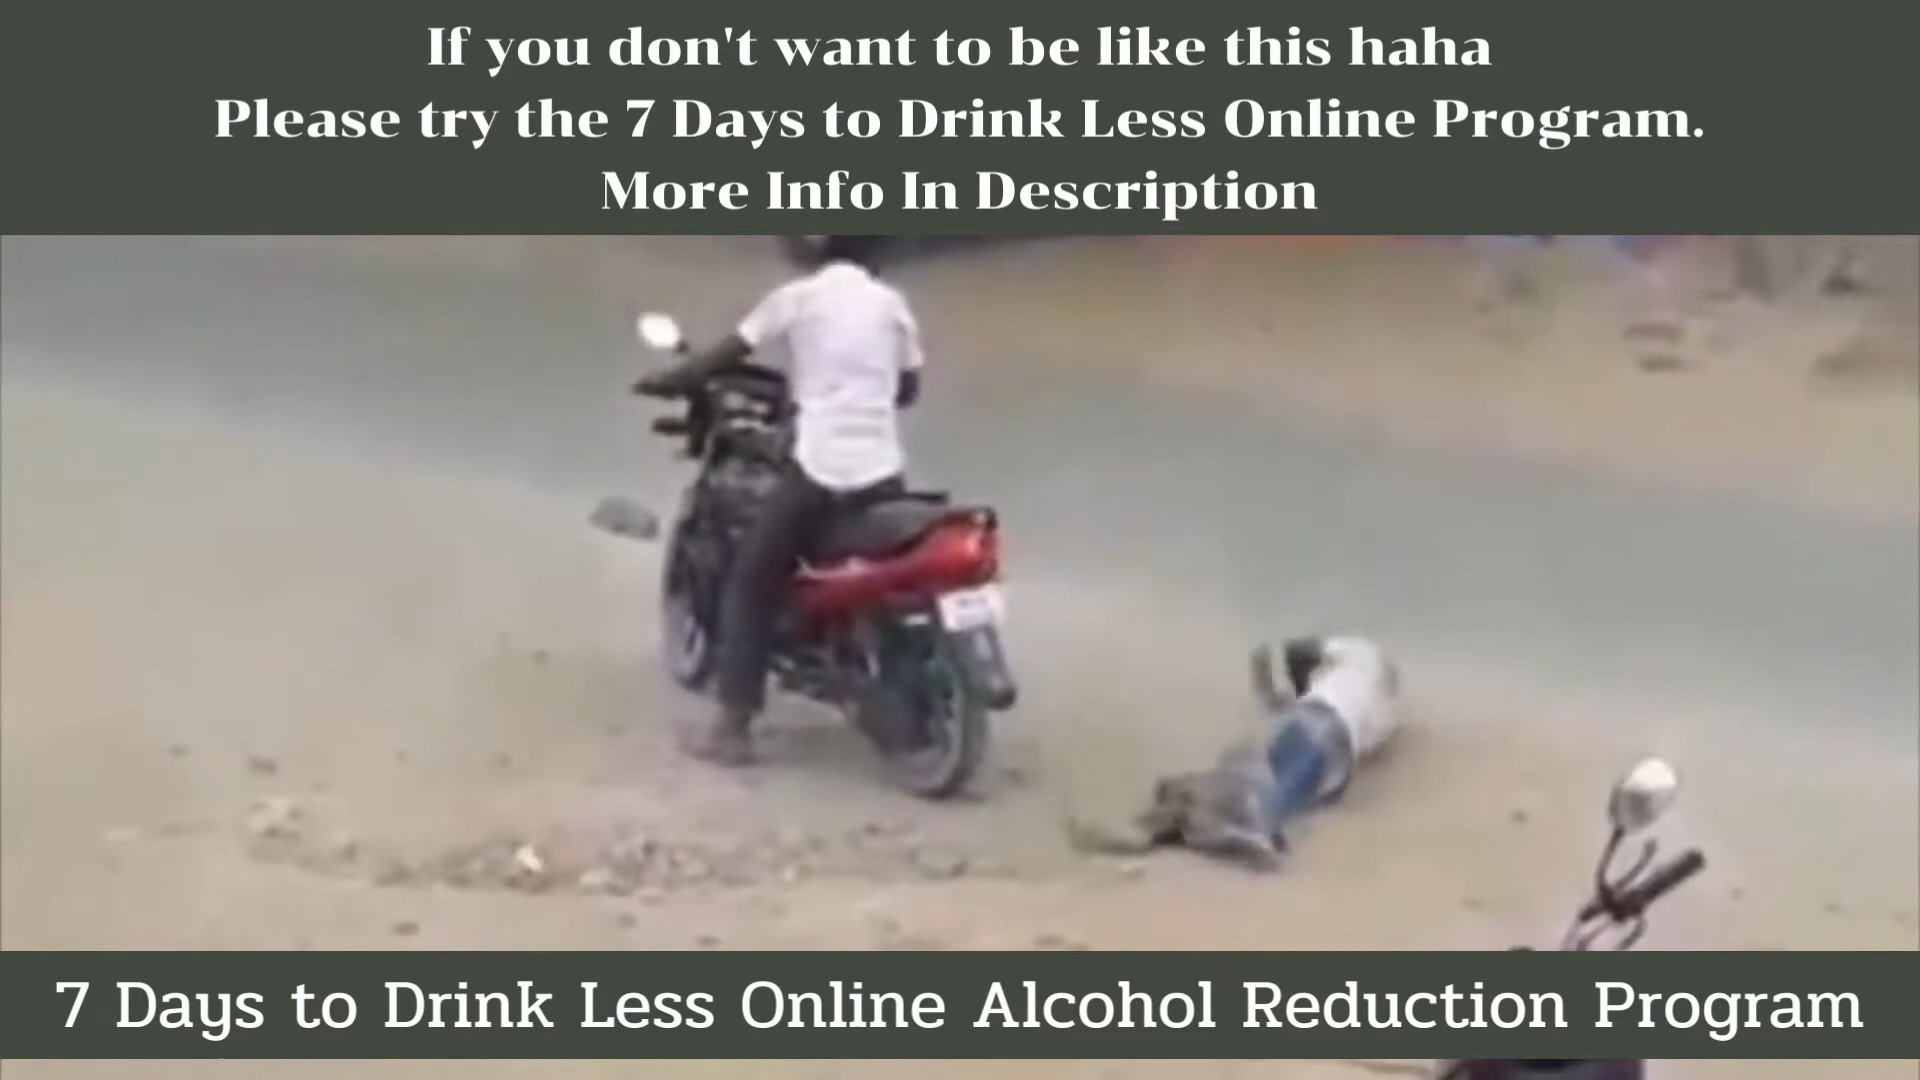 If you don't want to be like this haha
Please try the 7 Days to Drink Less Online Program.
More Info In Description
7 Days to Drink Less Online Alcohol Reduction Program